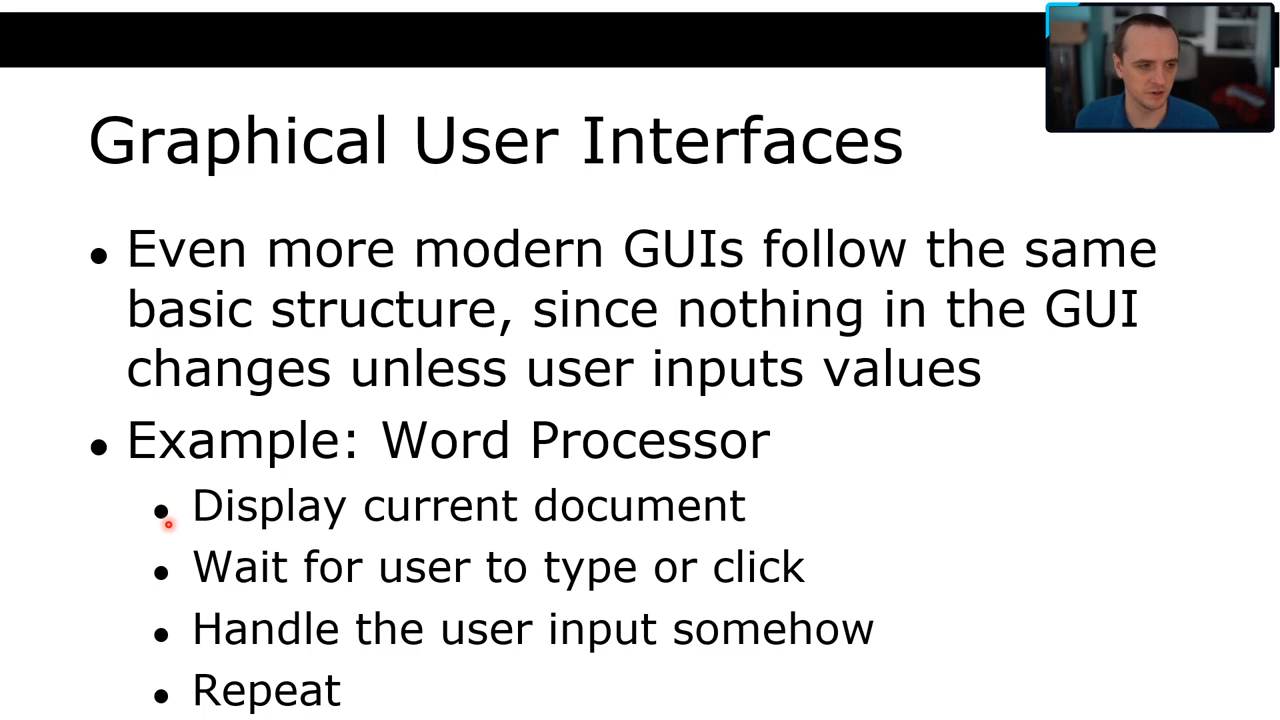 Graphical User Interfaces
Even more modern GUIs follow the same
basic structure, since nothing in the GUI
changes unless user inputs values
Example: Word Processor
Display current document
Wait for user to type or click
Handle the user input somehow
Repeat